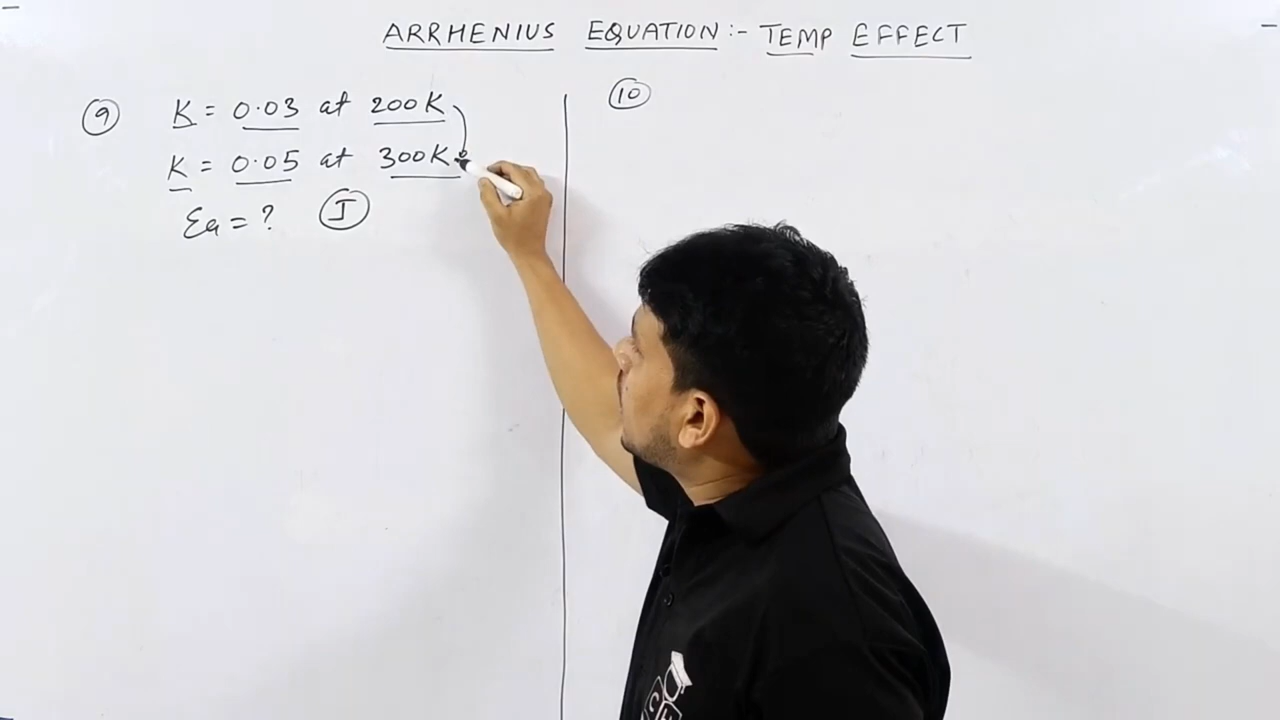 ARRHENIUS EQUATION :- TEMP EFFECT
9 K = 0.03 at 200K
K = 0.05 at 300K
Ea = ? I
10